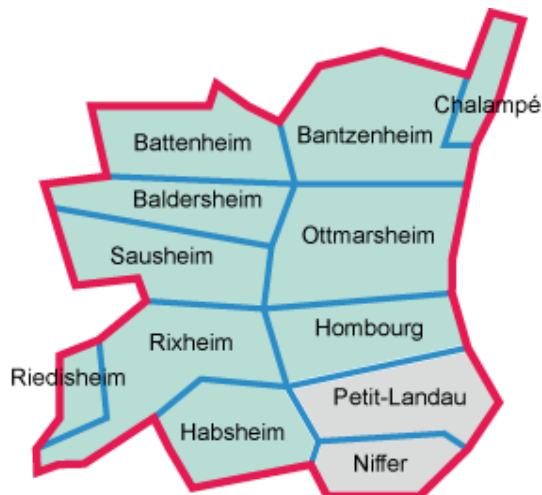 Chalampé
Battenheim
Bantzenheim
Baldersheim
Ottmarsheim
Sausheim
Hombourg
Rixheim
Riedisheim
Petit-Landau
Habsheim
Niffer